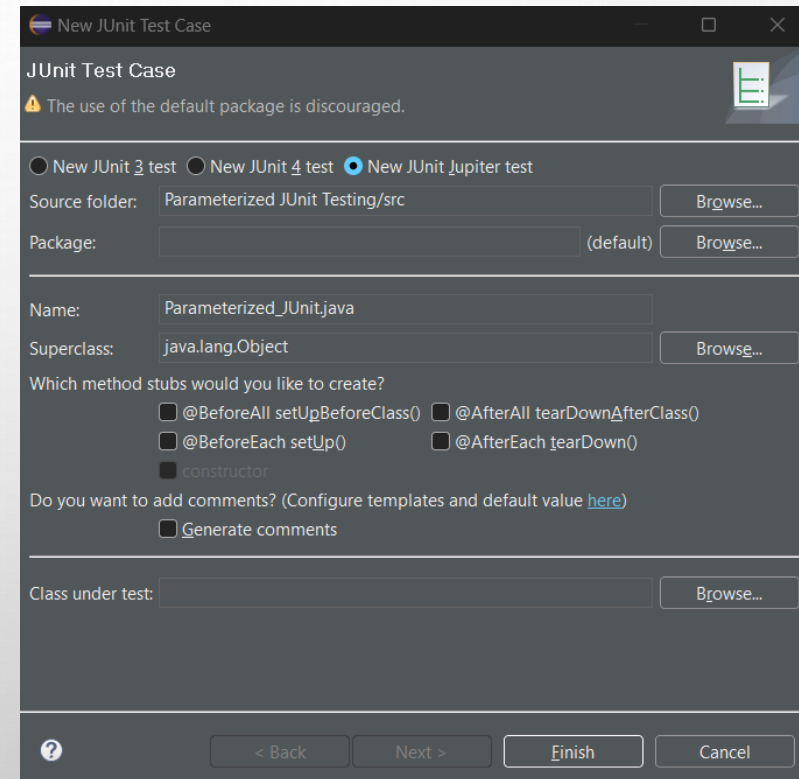 New JUnit Test Case
JUnit Test Case
The use of the default package is discouraged.
New JUnit 3 test New JUnit 4 test New JUnit Jupiter test
Source folder: Parameterized JUnit Testing/src Browse...
Package: (default) Browse...
Name: Parameterized_JUnit.java
Superclass: java.lang.Object Browse...
Which method stubs would you like to create?
@BeforeAll setUpBeforeClass() @AfterAll tearDownAfterClass()
@BeforeEach setUp() @AfterEach tearDown()
constructor
Do you want to add comments? (Configure templates and default value here)
Generate comments
Class under test: Browse...
? < Back Next > Finish Cancel